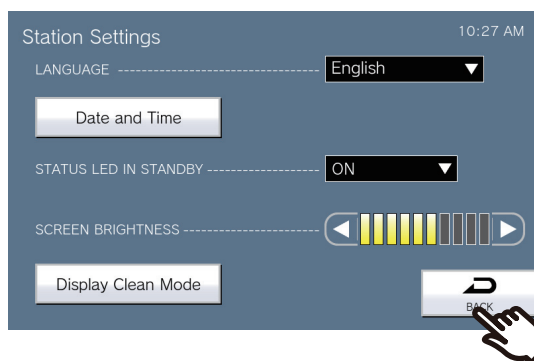 Station Settings 10:27 AM
LANGUAGE English
Date and Time
STATUS LED IN STANDBY ON
SCREEN BRIGHTNESS
Display Clean Mode
BACK